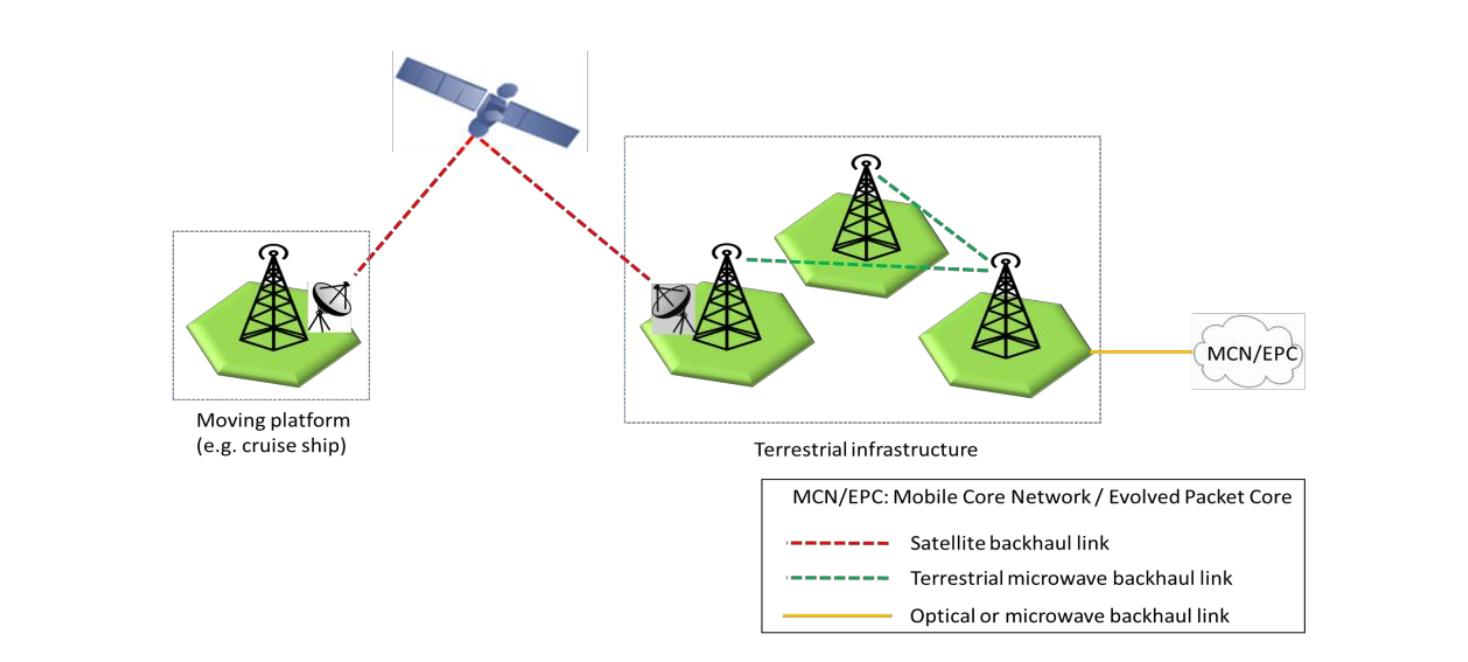 MCN/EPC
Moving platform
(e.g. cruise ship)
Terrestrial infrastructure
MCN/EPC: Mobile Core Network / Evolved Packet Core
Satellite backhaul link
Terrestrial microwave backhaul link
Optical or microwave backhaul link